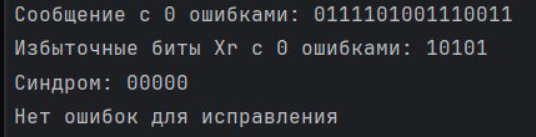 Сообщение с 0 ошибками: 0111101001110011
Избыточные биты Xr с 0 ошибками: 10101
Синдром: 00000
Нет ошибок для исправления